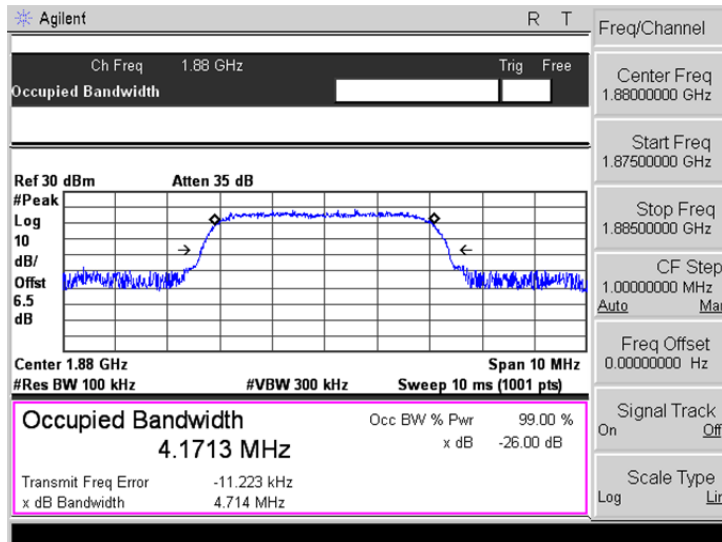 Agilent R T
Ch Freq 1.88 GHz Trig Free
Occupied Bandwidth
Ref 30 dBm Atten 35 dB
#Peak
Log
10
dB/
Offst
6.5
dB
Center 1.88 GHz Span 10 MHz
#Res BW 100 kHz #VBW 300 kHz Sweep 10 ms (1001 pts)
Occupied Bandwidth Occ BW % Pwr 99.00 %
4.1713 MHz x dB -26.00 dB
Transmit Freq Error -11.223 kHz
x dB Bandwidth 4.714 MHz
Freq/Channel
Center Freq
1.88000000 GHz
Start Freq
1.87500000 GHz
Stop Freq
1.88500000 GHz
CF Step
1.00000000 MHz
Auto Man
Freq Offset
0.00000000 Hz
Signal Track
On Off
Scale Type
Log Lin